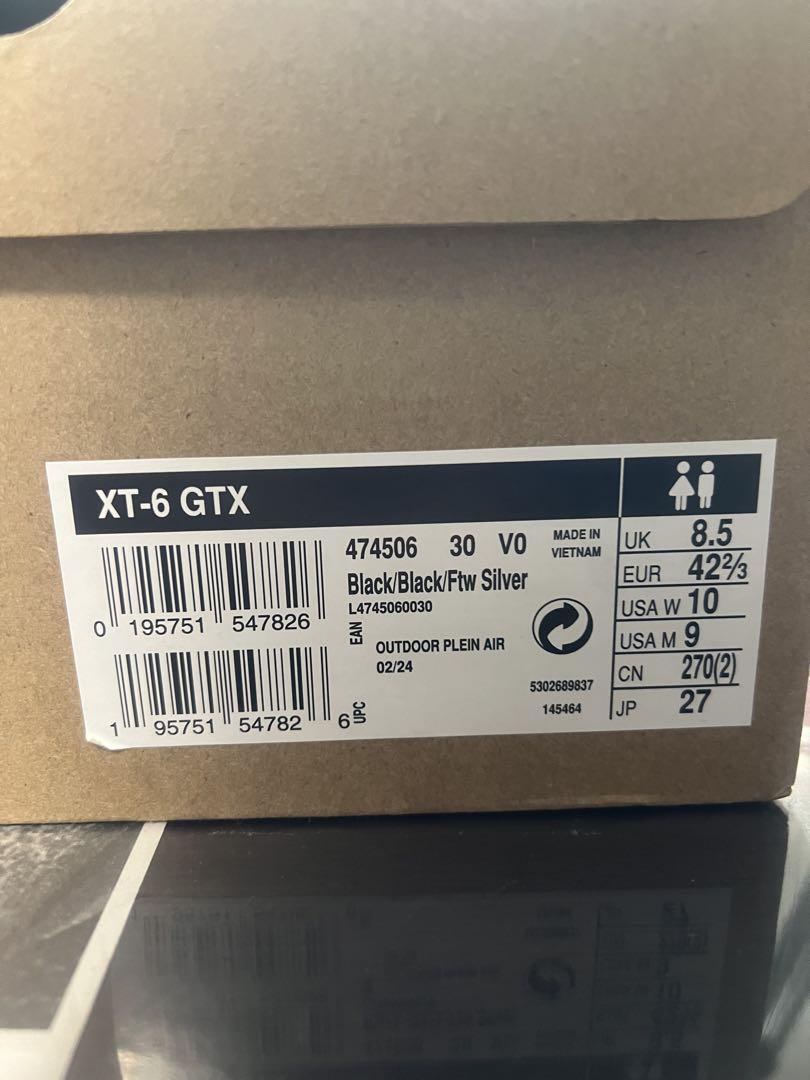 XT-6 GTX
0 195751 547826
EAN
1 95751 54782 6
UPC
474506 30 V0
Black/Black/Ftw Silver
L4745060030
OUTDOOR PLEIN AIR
02/24
MADE IN
VIETNAM
5302689837
145464
UK 8.5
EUR 42⅔
USA W 10
USA M 9
CN 270(2)
JP 27